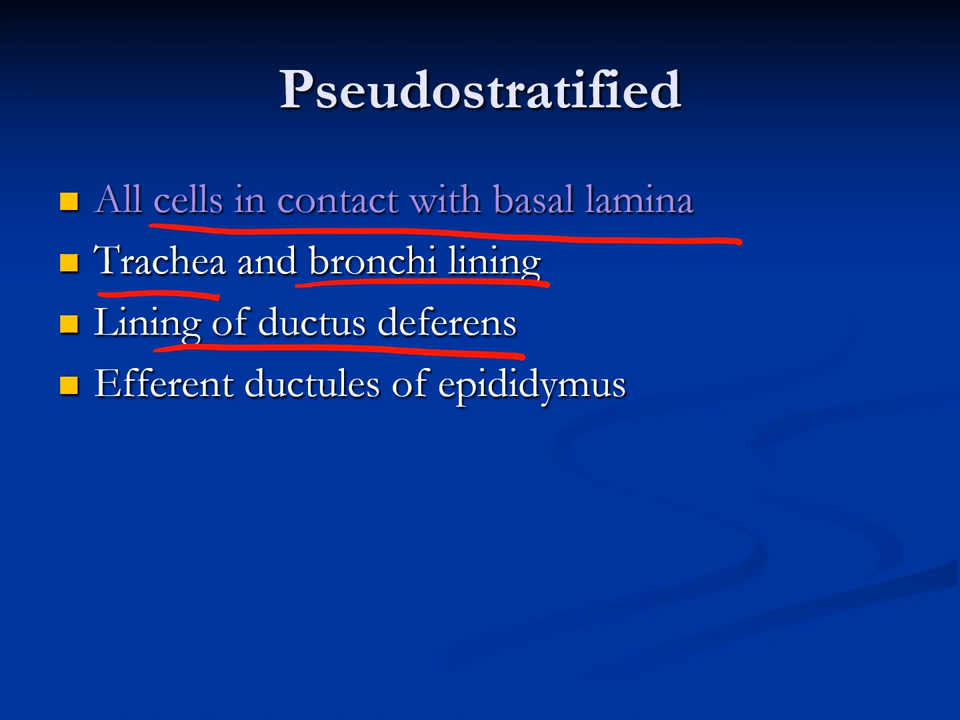 Pseudostratified
All cells in contact with basal lamina
Trachea and bronchi lining
Lining of ductus deferens
Efferent ductules of epididymus